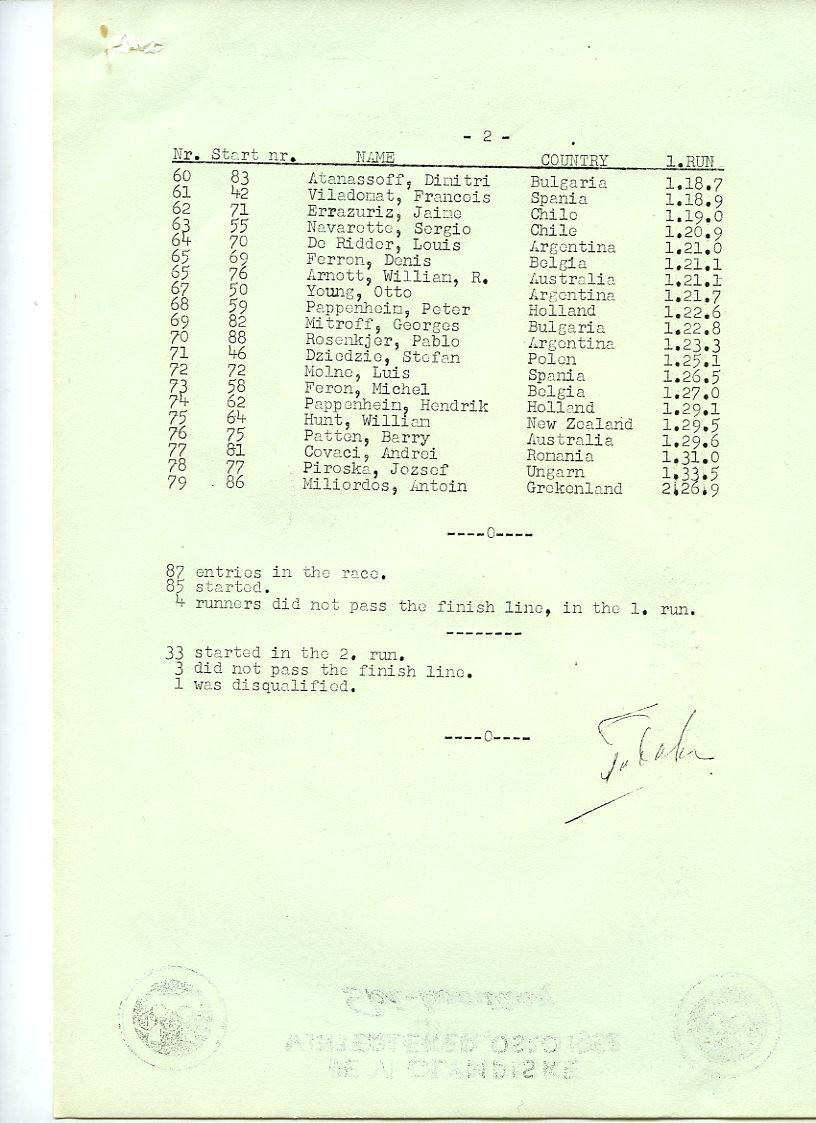 - 2 -
Nr. Start nr. NAME COUNTRY 1.RUN
60 83 Atanassoff, Dimitri Bulgaria 1.18.7
61 42 Viladomat, Francois Spania 1.18.9
62 71 Errazuriz, Jaime Chile 1.19.0
63 55 Navarette, Sergio Chile 1.20.9
64 70 De Ridder, Louis Argentina 1.21.0
65 69 Ferron, Denis Belgia 1.21.1
65 76 Arnott, William, R. Australia 1.21.1
67 50 Young, Otto Argentina 1.21.7
68 59 Pappenheim, Peter Holland 1.22.6
69 82 Mitroff, Georges Bulgaria 1.22.8
70 88 Rosenkjer, Pablo Argentina 1.23.3
71 46 Dziedzic, Stefan Polen 1.25.1
72 72 Molne, Luis Spania 1.26.5
73 58 Feron, Michel Belgia 1.27.0
74 62 Pappenheim, Hendrik Holland 1.29.1
75 64 Hunt, William New Zealand 1.29.5
76 75 Patten, Barry Australia 1.29.6
77 81 Covaci, Andrei Romania 1.31.0
78 77 Piroska, Jozsef Ungarn 1.33.5
79 86 Miliordos, Antoin Grekenland 2.26.9
----0----
87 entries in the race.
85 started.
4 runners did not pass the finish line, in the 1. run.
--------
33 started in the 2. run.
3 did not pass the finish line.
1 was disqualified.
----0----
DE VI OLYMPISKE
VINTERLEKER OSLO 1952